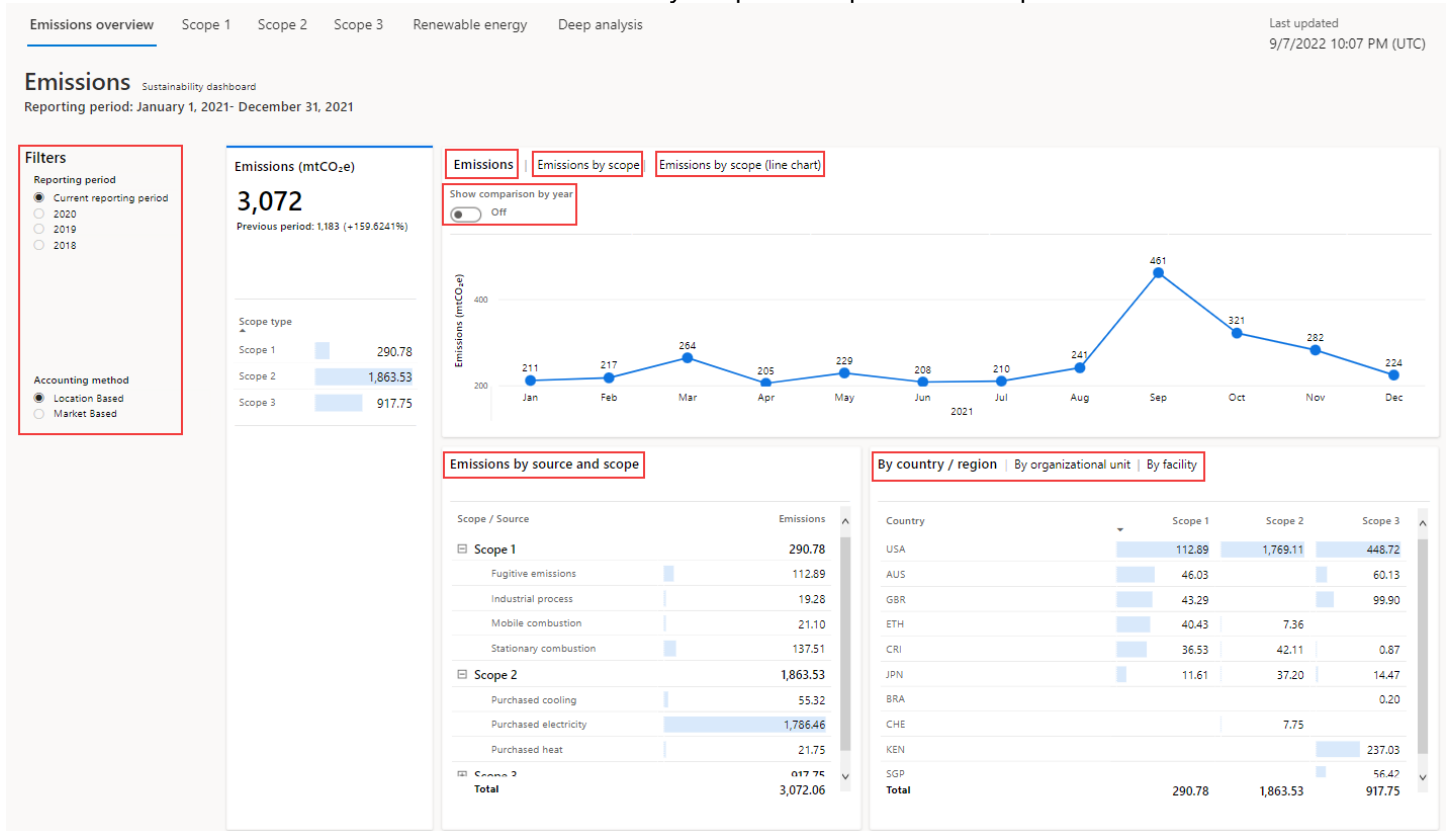 Emissions overview Scope 1 Scope 2 Scope 3 Renewable energy Deep analysis
Last updated
9/7/2022 10:07 PM (UTC)
Emissions Sustainability dashboard
Reporting period: January 1, 2021- December 31, 2021
Filters
Reporting period
Current reporting period
2020
2019
2018
Accounting method
Location Based
Market Based
Emissions (mtCO₂e)
3,072
Previous period: 1,183 (+159.6241%)
Scope type
Scope 1 290.78
Scope 2 1,863.53
Scope 3 917.75
Emissions | Emissions by scope | Emissions by scope (line chart)
Show comparison by year
Off
Emissions (mtCO₂e)
400
200
211 217 264 205 229 208 210 241 461 321 282 224
Jan Feb Mar Apr May Jun Jul Aug Sep Oct Nov Dec
2021
Emissions by source and scope
Scope / Source Emissions
Scope 1 290.78
Fugitive emissions 112.89
Industrial process 19.28
Mobile combustion 21.10
Stationary combustion 137.51
Scope 2 1,863.53
Purchased cooling 55.32
Purchased electricity 1,786.46
Purchased heat 21.75
Scope 3 917.75
Total 3,072.06
By country / region | By organizational unit | By facility
Country Scope 1 Scope 2 Scope 3
USA 112.89 1,769.11 448.72
AUS 46.03 60.13
GBR 43.29 99.90
ETH 40.43 7.36
CRI 36.53 42.11 0.87
JPN 11.61 37.20 14.47
BRA 0.20
CHE 7.75
KEN 237.03
SGP 56.42
Total 290.78 1,863.53 917.75